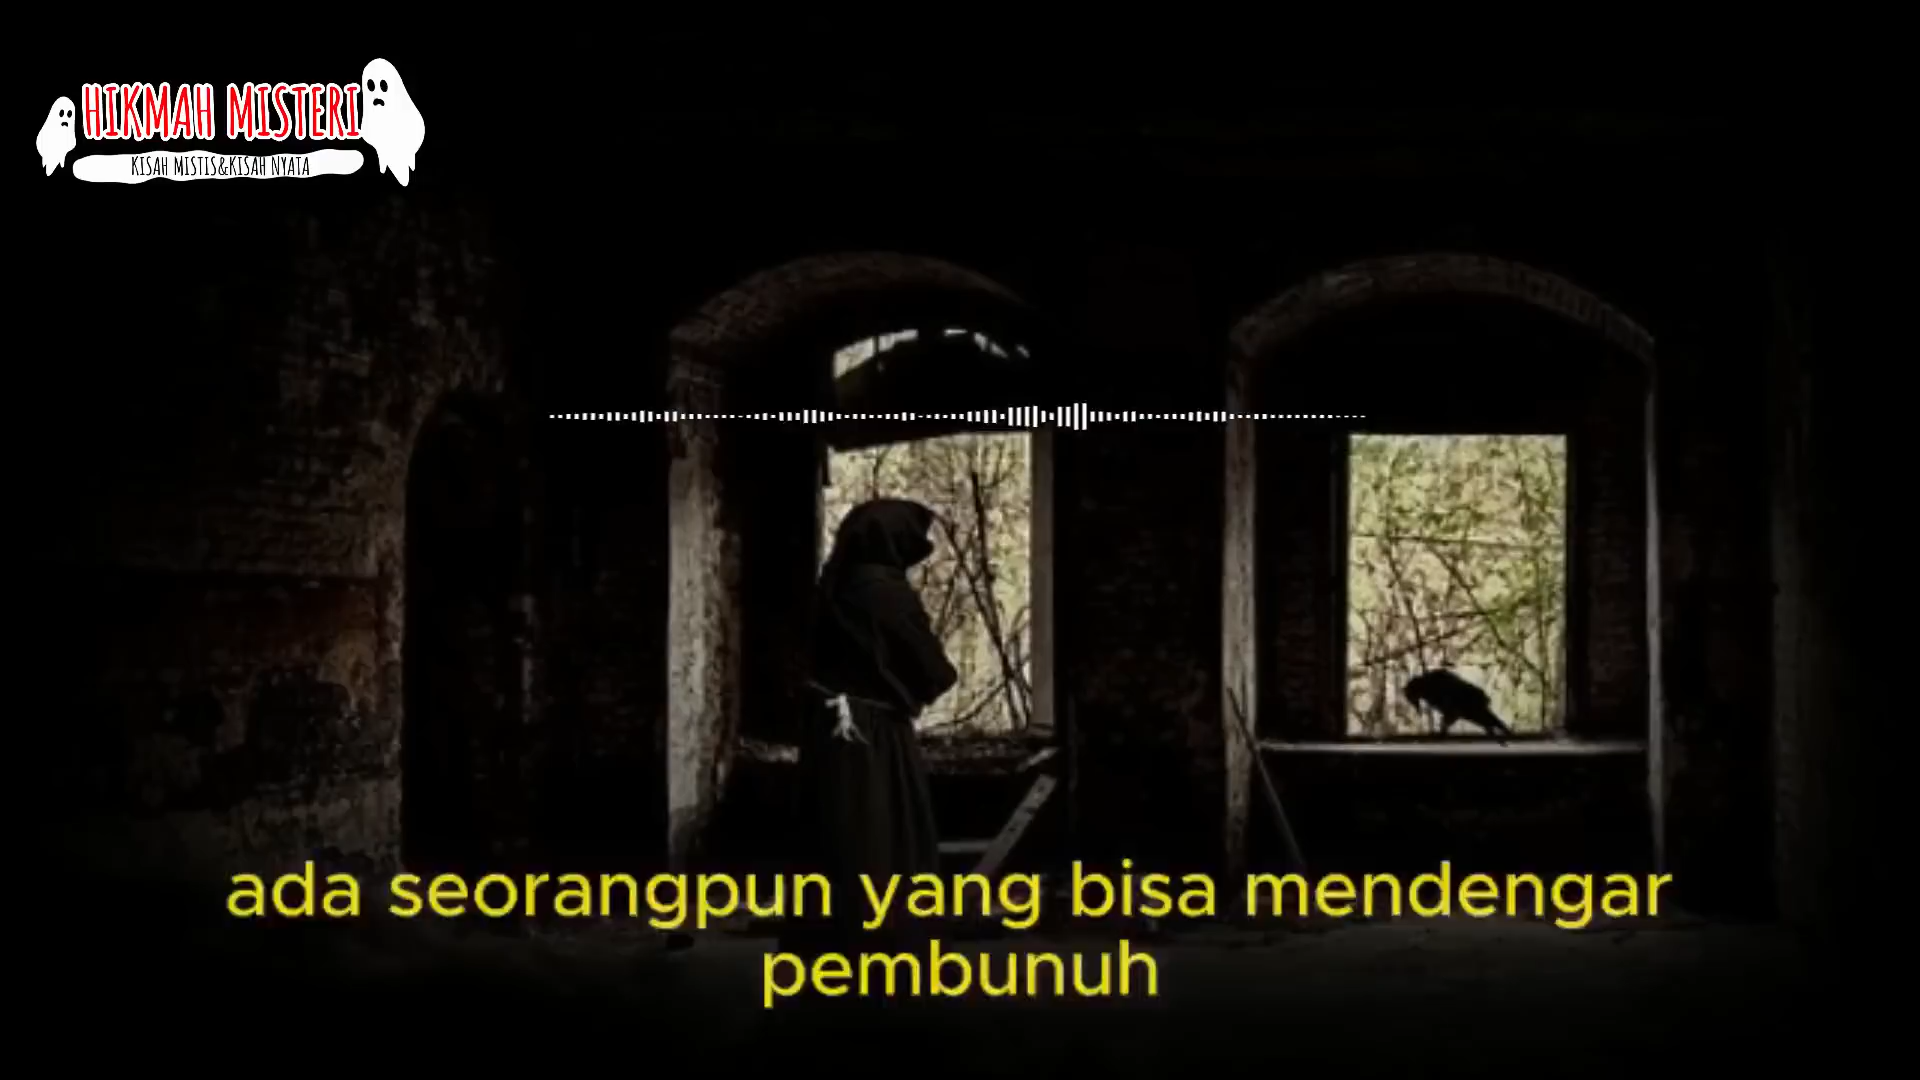 HIKMAH MISTERI
KISAH MISTIS&KISAH NYATA
ada seorangpun yang bisa mendengar
pembunuh